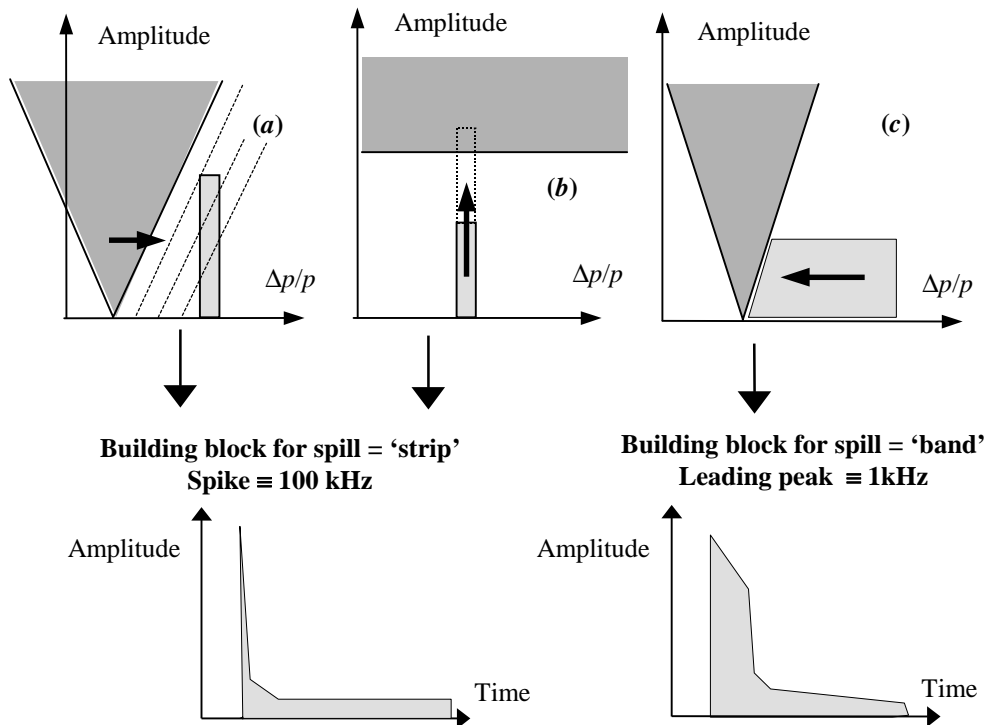 Amplitude
(a)
Δp/p
Amplitude
(b)
Δp/p
Amplitude
(c)
Δp/p
Building block for spill = ‘strip’
Spike ≡ 100 kHz
Building block for spill = ‘band’
Leading peak ≡ 1kHz
Amplitude
Time
Amplitude
Time